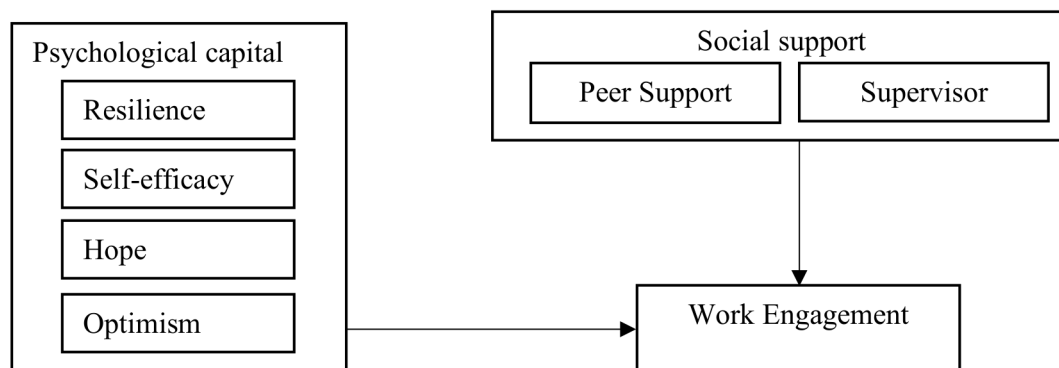 Psychological capital
Resilience
Self-efficacy
Hope
Optimism
Social support
Peer Support
Supervisor
Work Engagement